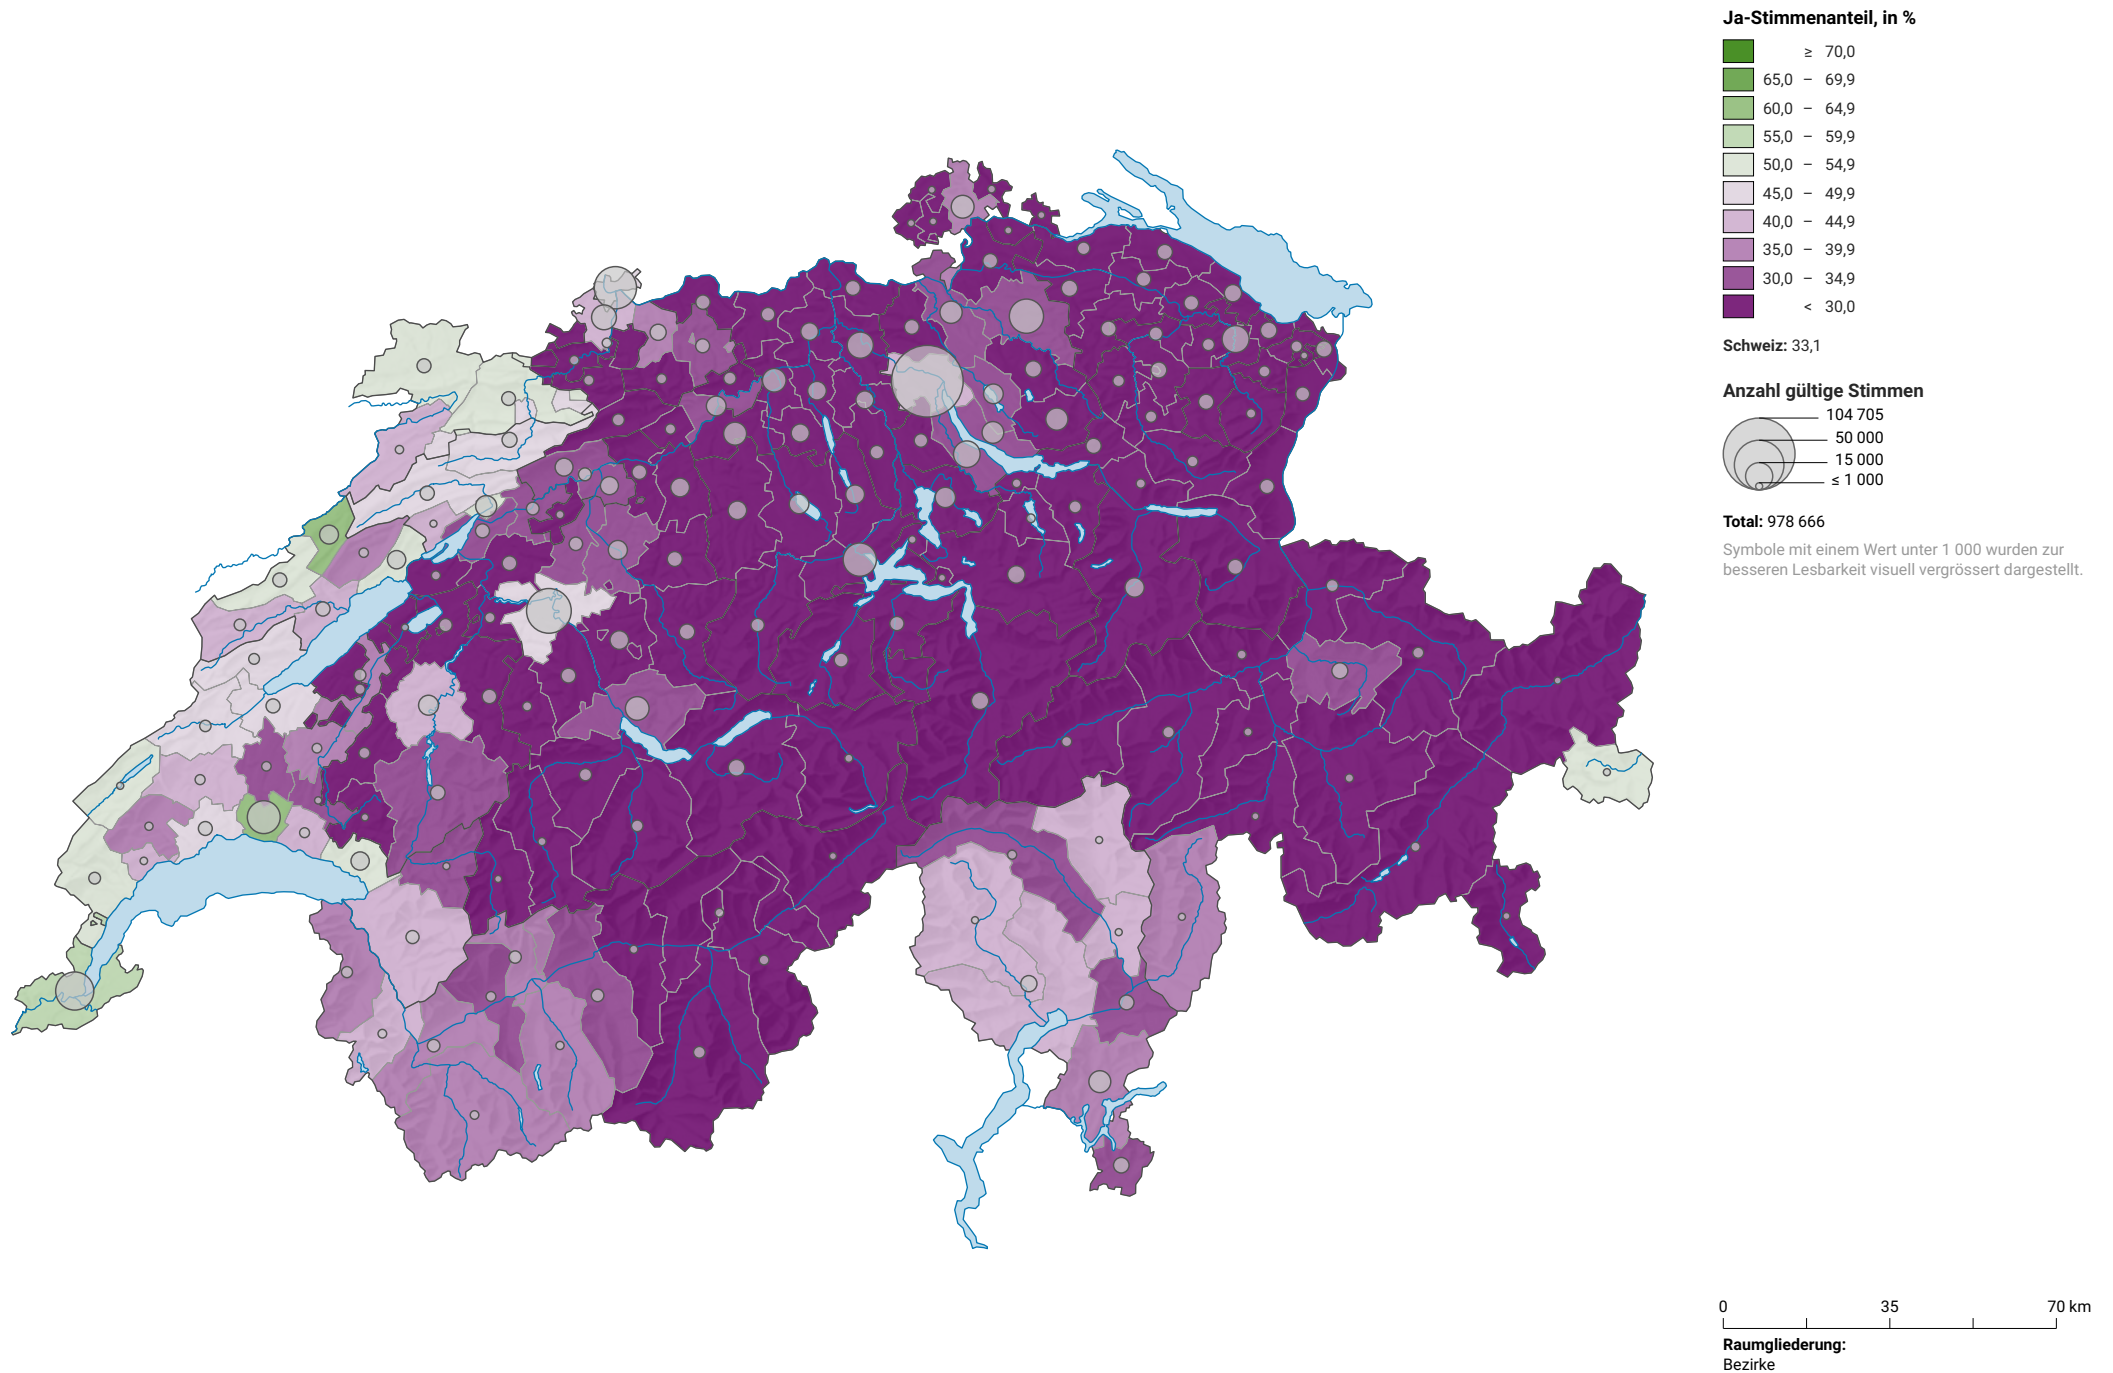 Ja-Stimmenanteil, in %
≥ 70,0
65,0 – 69,9
60,0 – 64,9
55,0 – 59,9
50,0 – 54,9
45,0 – 49,9
40,0 – 44,9
35,0 – 39,9
30,0 – 34,9
< 30,0
Schweiz: 33,1
Anzahl gültige Stimmen
104 705
50 000
15 000
≤ 1 000
Total: 978 666
Symbole mit einem Wert unter 1 000 wurden zur
besseren Lesbarkeit visuell vergrössert dargestellt.
0 35 70 km
Raumgliederung:
Bezirke